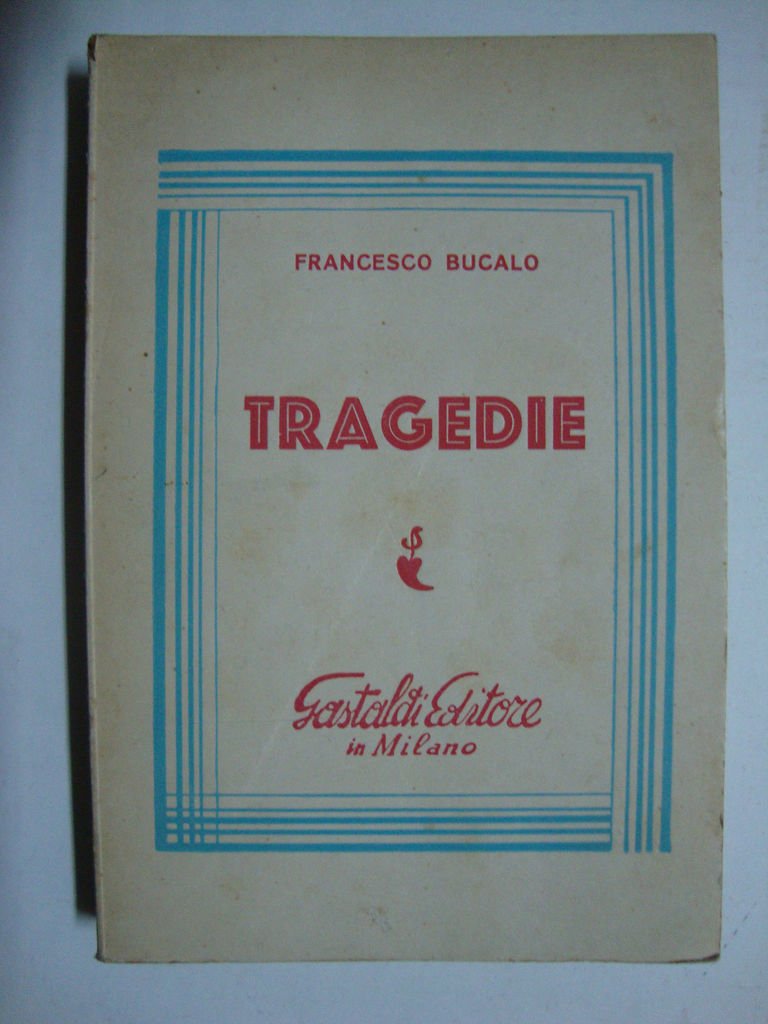 FRANCESCO BUCALO
TRAGEDIE
Gastaldi Editore
in Milano